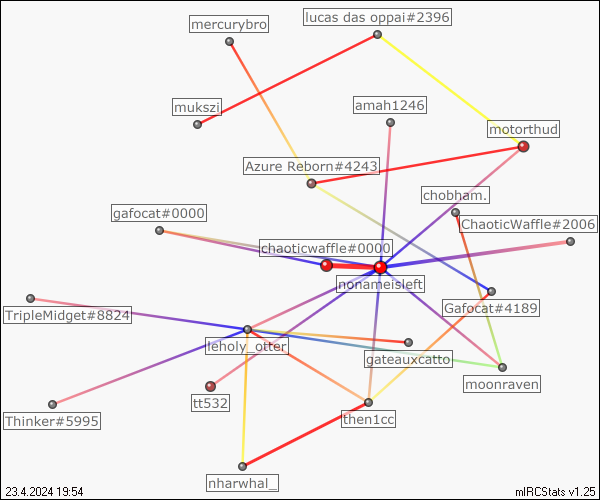 lucas das oppai#2396
mercurybro
mukszi
amah1246
motorthud
Azure Reborn#4243
chobham.
gafocat#0000
ChaoticWaffle#2006
chaoticwaffle#0000
nonameisleft
TripleMidget#8824
Gafocat#4189
leholy_otter
gateauxcatto
moonraven
tt532
Thinker#5995
then1cc
nharwhal_
23.4.2024 19:54
mIRCStats v1.25